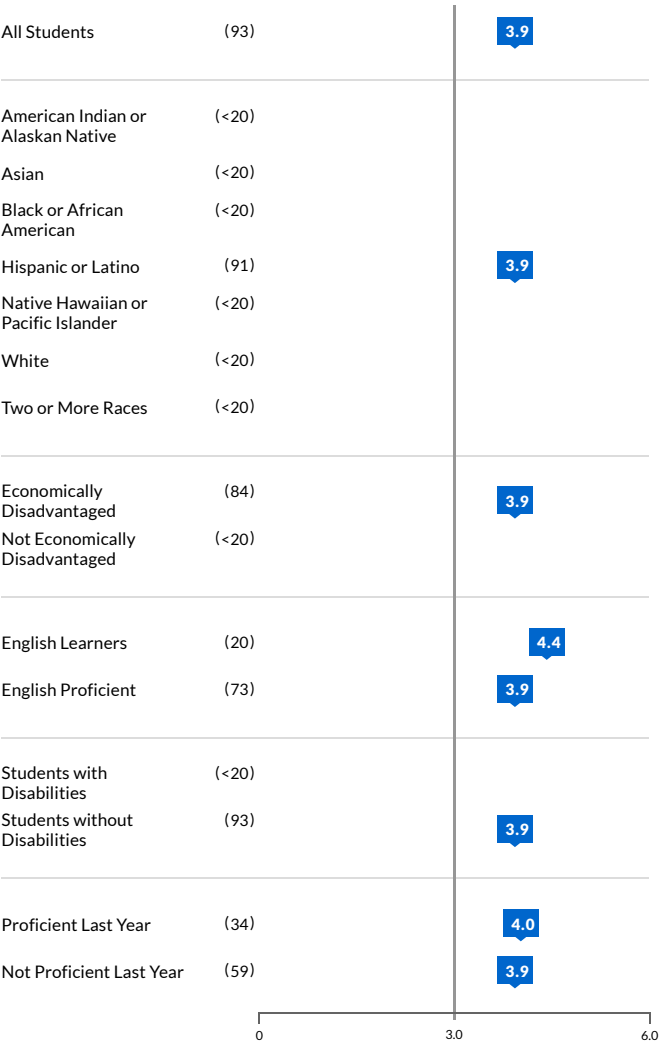 All Students (93) 3.9
American Indian or
Alaskan Native (<20)
Asian (<20)
Black or African
American (<20)
Hispanic or Latino (91) 3.9
Native Hawaiian or
Pacific Islander (<20)
White (<20)
Two or More Races (<20)
Economically
Disadvantaged (84) 3.9
Not Economically
Disadvantaged (<20)
English Learners (20) 4.4
English Proficient (73) 3.9
Students with
Disabilities (<20)
Students without
Disabilities (93) 3.9
Proficient Last Year (34) 4.0
Not Proficient Last Year (59) 3.9
0 3.0 6.0